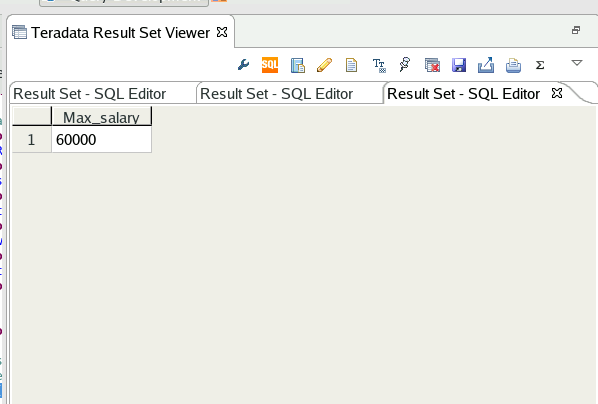 Teradata Result Set Viewer
SQL
Result Set - SQL Editor
Result Set - SQL Editor
Result Set - SQL Editor
Max_salary
1 60000